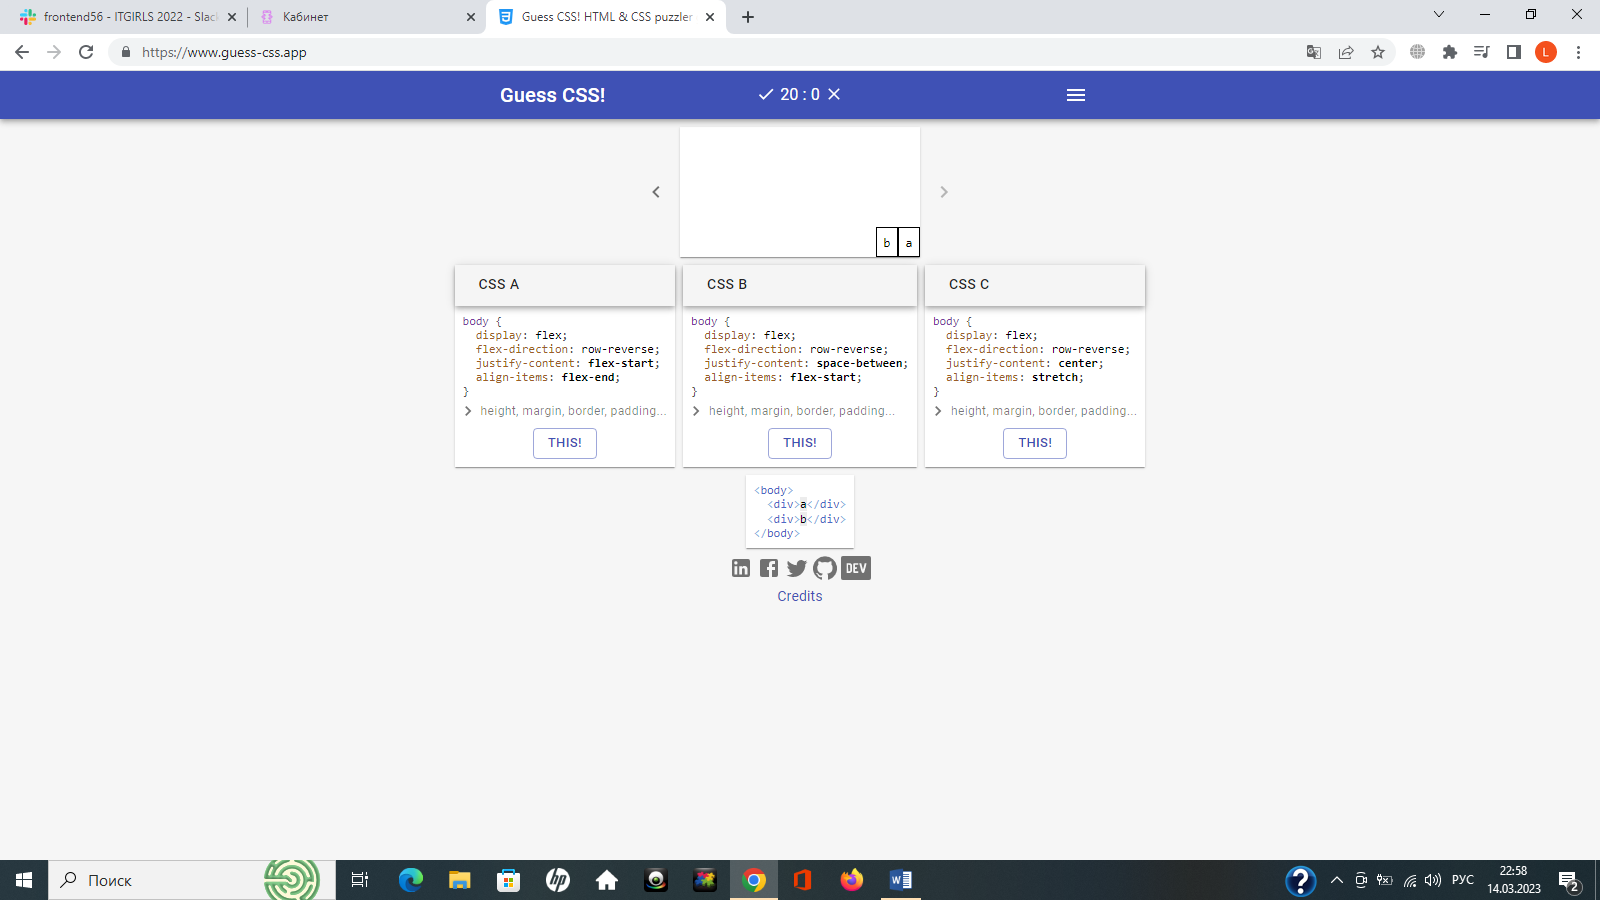 frontend56 - ITGIRLS 2022 - Slac
Кабинет
Guess CSS! HTML & CSS puzzler
https://www.guess-css.app
L
Guess CSS!
20 : 0
b a
CSS A
body {
  display: flex;
  flex-direction: row-reverse;
  justify-content: flex-start;
  align-items: flex-end;
}
height, margin, border, padding...
THIS!
CSS B
body {
  display: flex;
  flex-direction: row-reverse;
  justify-content: space-between;
  align-items: flex-start;
}
height, margin, border, padding...
THIS!
CSS C
body {
  display: flex;
  flex-direction: row-reverse;
  justify-content: center;
  align-items: stretch;
}
height, margin, border, padding...
THIS!
<body>
  <div>a</div>
  <div>b</div>
</body>
DEV
Credits
Поиск
hp
W
?
РУС
22:58
14.03.2023
2